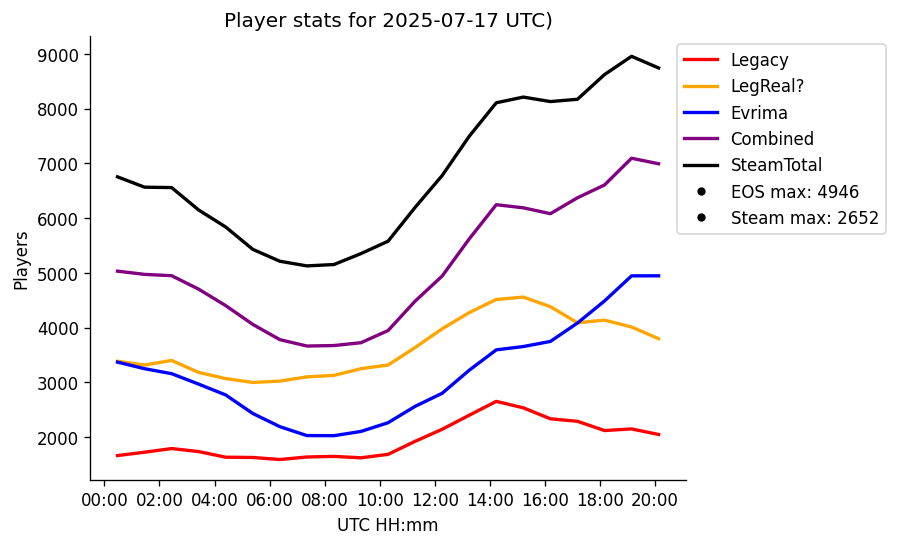 Player stats for 2025-07-17 UTC)
9000
8000
7000
6000
5000
4000
3000
2000
Players
00:00 02:00 04:00 06:00 08:00 10:00 12:00 14:00 16:00 18:00 20:00
UTC HH:mm
Legacy
LegReal?
Evrima
Combined
SteamTotal
EOS max: 4946
Steam max: 2652